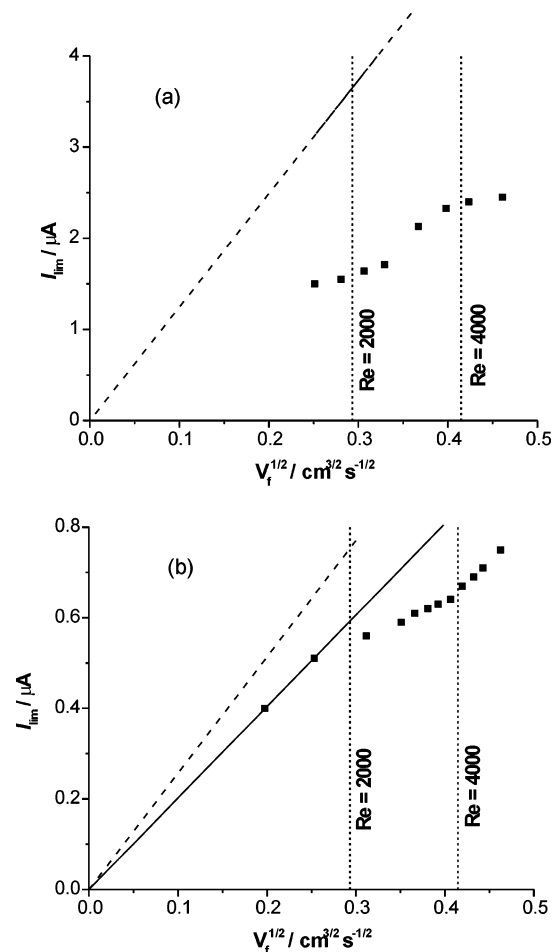 (a)
4
3
2
1
0
I_lim / μA
Re = 2000
Re = 4000
0.0 0.1 0.2 0.3 0.4 0.5
V_f^1/2 / cm^3/2 s^-1/2
(b)
0.8
0.6
0.4
0.2
0.0
I_lim / μA
Re = 2000
Re = 4000
0.0 0.1 0.2 0.3 0.4 0.5
V_f^1/2 / cm^3/2 s^-1/2